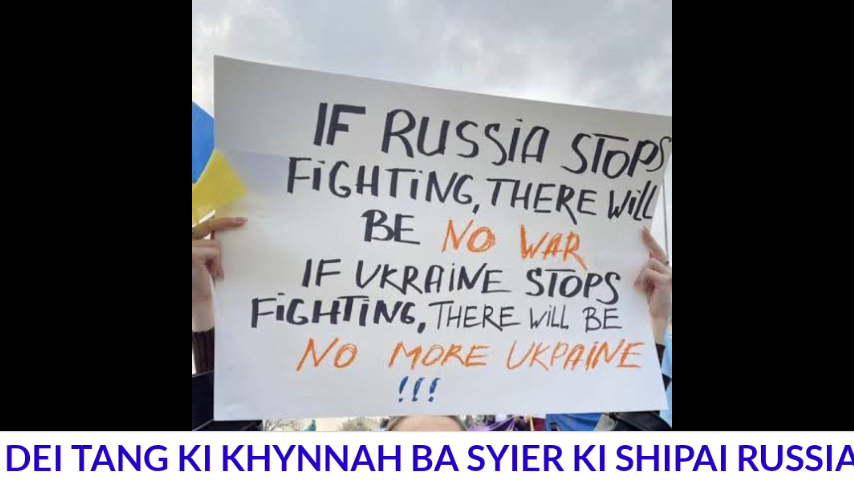 IF RUSSIA STOPS
FIGHTING, THERE WILL
BE NO WAR
IF UKRAINE STOPS
FIGHTING, THERE WILL BE
NO MORE UKPAINE
!!!
DEI TANG KI KHYNNAH BA SYIER KI SHIPAI RUSSIA